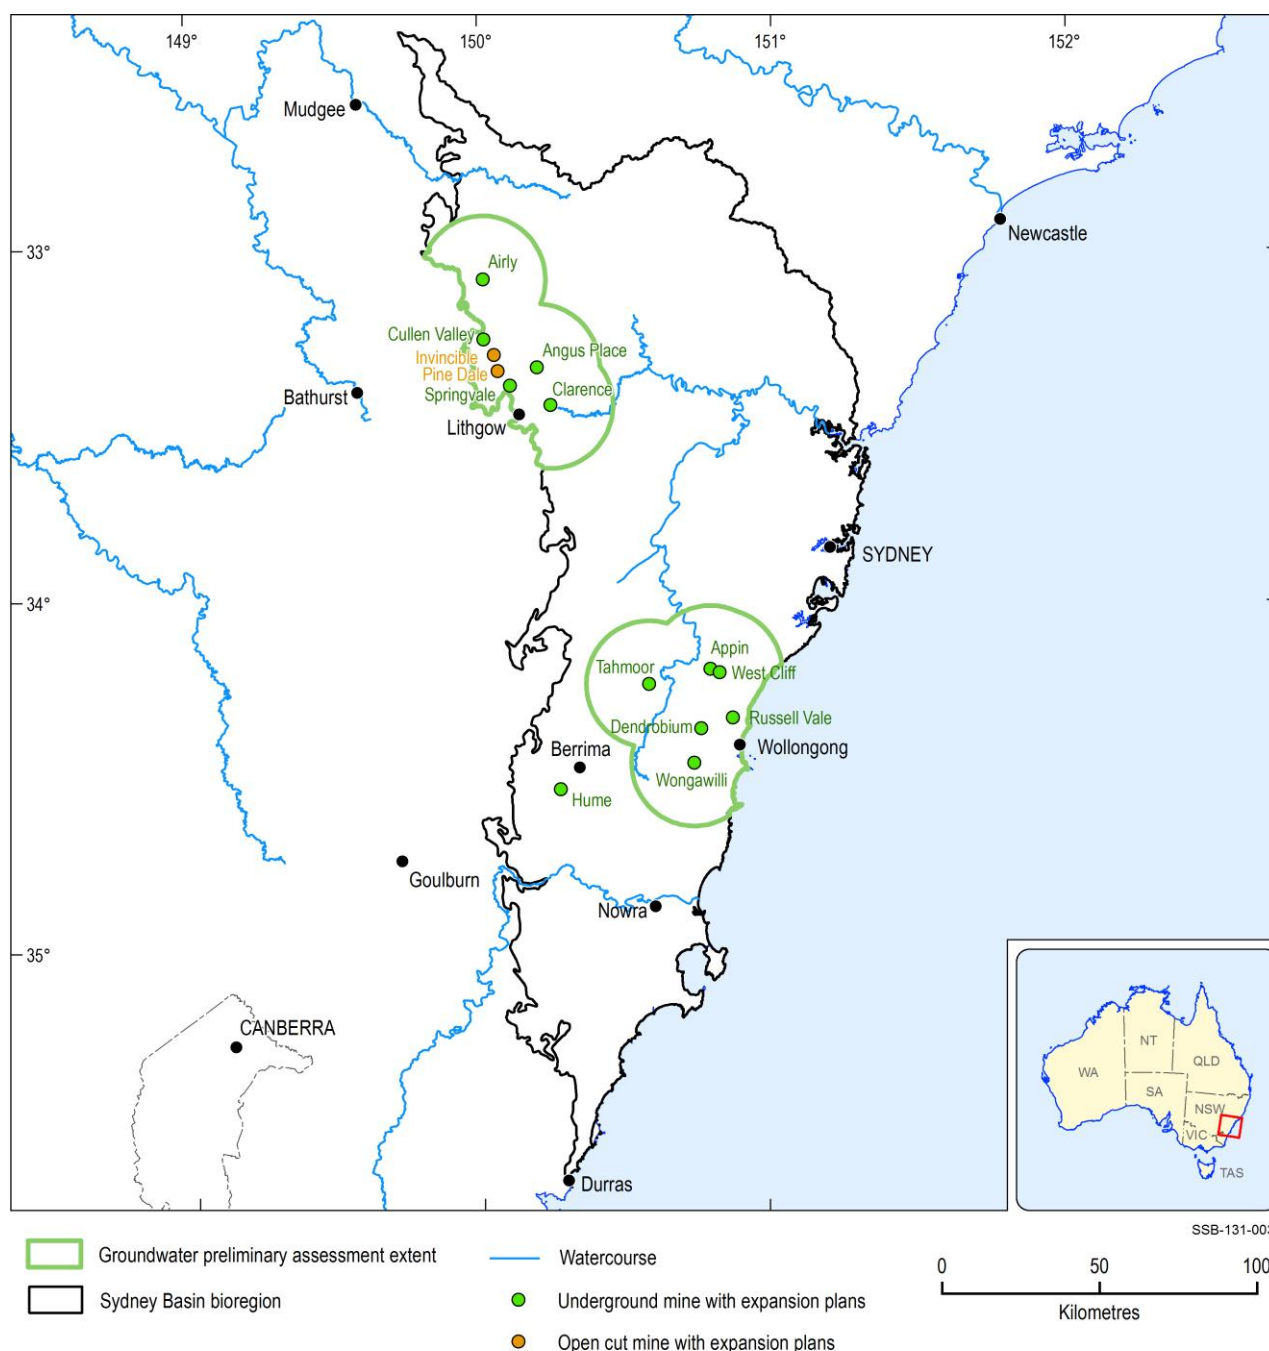 149°
150°
151°
152°
Mudgee
Newcastle
33°
Airly
Cullen Valley
Invincible
Angus Place
Pine Dale
Bathurst
Springvale
Clarence
Lithgow
SYDNEY
34°
Appin
Tahmoor
West Cliff
Dendrobium
Russell Vale
Berrima
Wollongong
Wongawilli
Hume
Goulburn
Nowra
35°
CANBERRA
Durras
NT
WA
QLD
SA
NSW
VIC
TAS
SSB-131-003
Groundwater preliminary assessment extent
Sydney Basin bioregion
Watercourse
Underground mine with expansion plans
Open cut mine with expansion plans
0 50 100
Kilometres